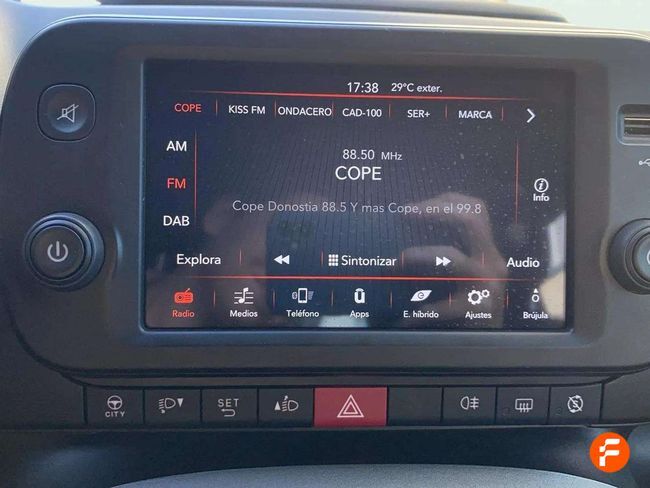 17:38 29°C exter.
COPE KISS FM ONDACERO CAD-100 SER+ MARCA
AM
88.50 MHz
FM
COPE
Info
Cope Donostia 88.5 Y mas Cope, en el 99.8
DAB
Explora Sintonizar Audio
Radio Medios Teléfono Apps E. híbrido Ajustes Brújula
CITY SET